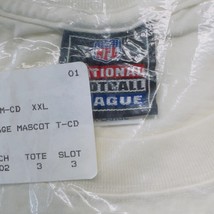 NFL
NATIONAL
FOOTBALL
LEAGUE
01
M-CD XXL
AGE MASCOT T-CD
CH TOTE SLOT
02 3 3